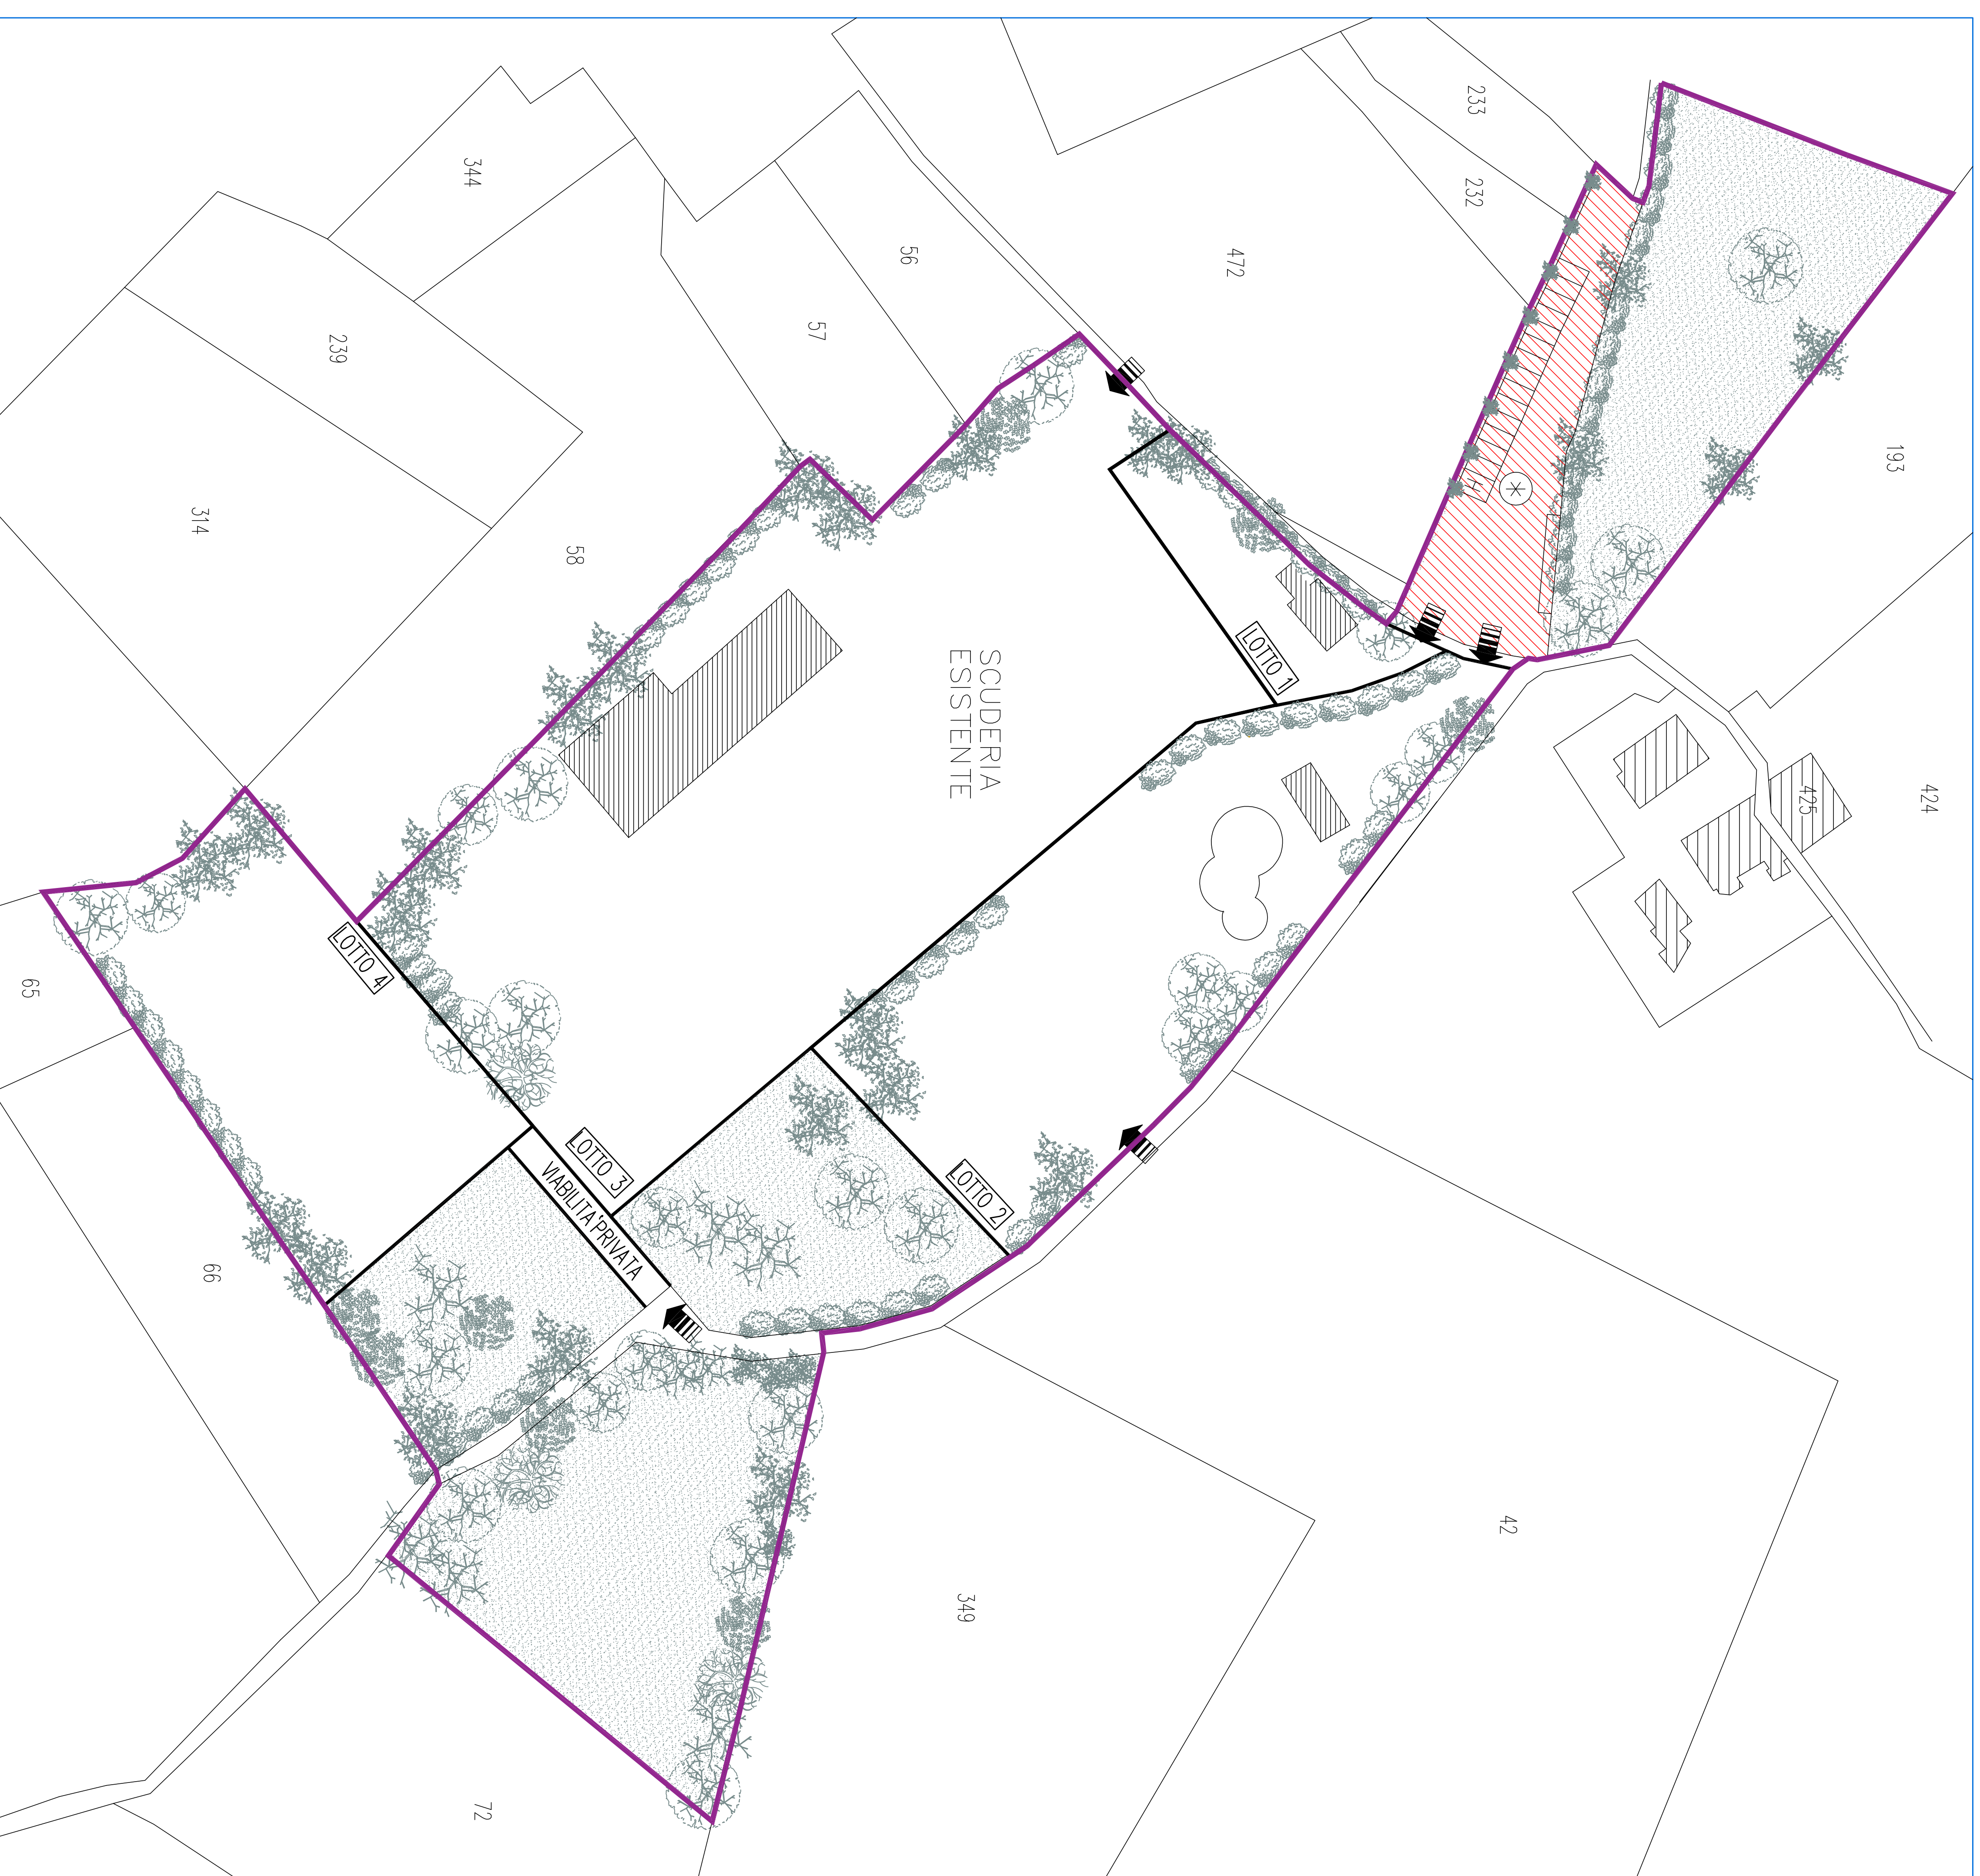 233
344
232
193
56
472
57
239
314
58
H
LOTTO 1
SCUDERIA
ESISTENTE
424
425
LOTTO 4
65
LOTTO 3
LOTTO 2
VIABILITA'PRIVATA
66
42
349
72